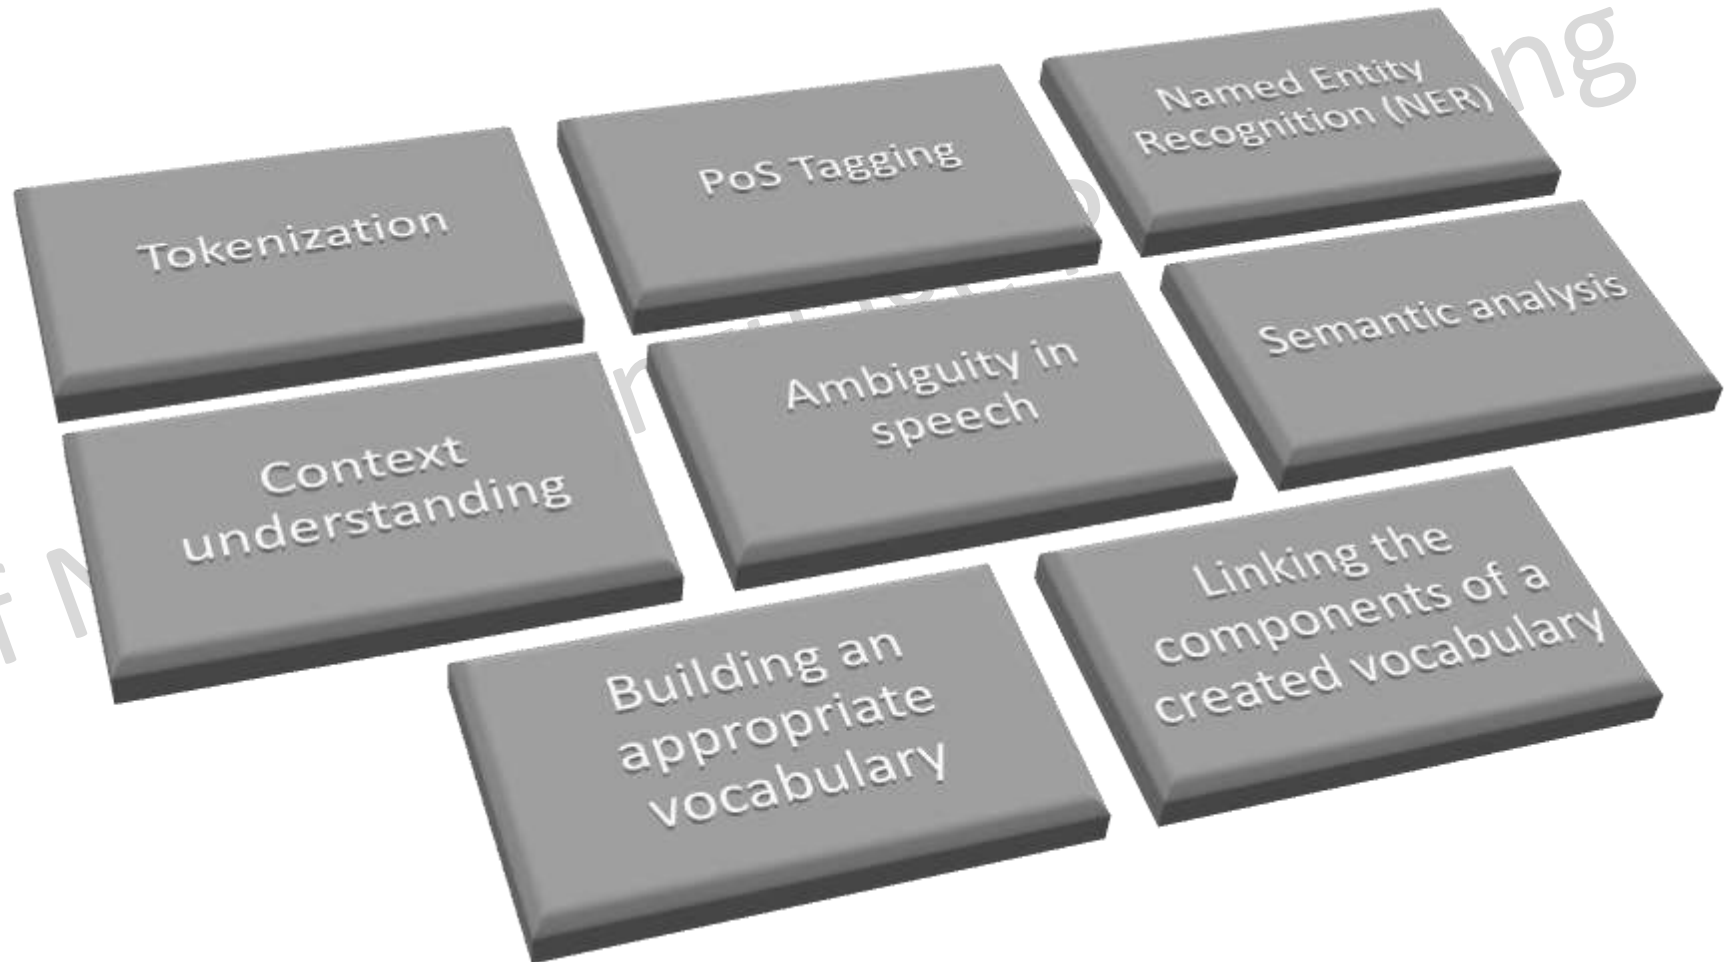 Tokenization
PoS Tagging
Named Entity
Recognition (NER)
Context
understanding
Ambiguity in
speech
Semantic analysis
Building an
appropriate
vocabulary
Linking the
components of a
created vocabulary